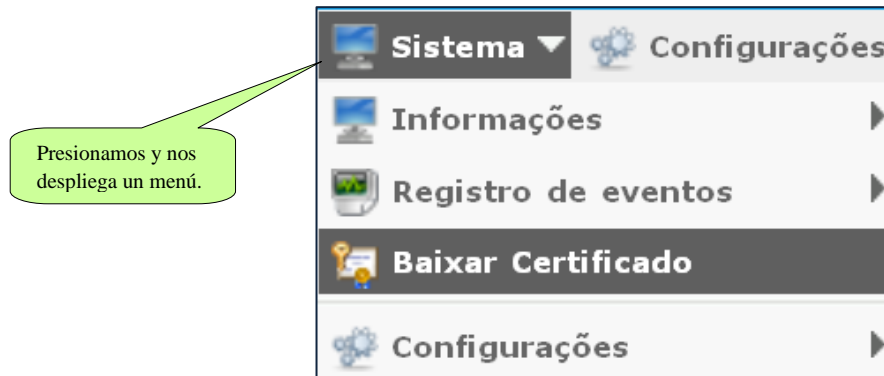 Sistema Configurações
Informações
Presionamos y nos
despliega un menú.
Registro de eventos
Baixar Certificado
Configurações